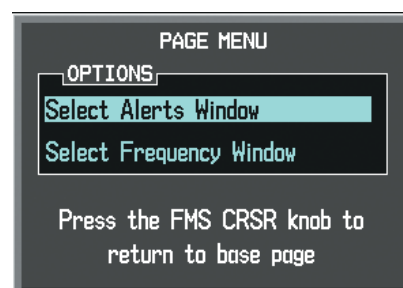 PAGE MENU
OPTIONS
Select Alerts Window
Select Frequency Window
Press the FMS CRSR knob to
return to base page